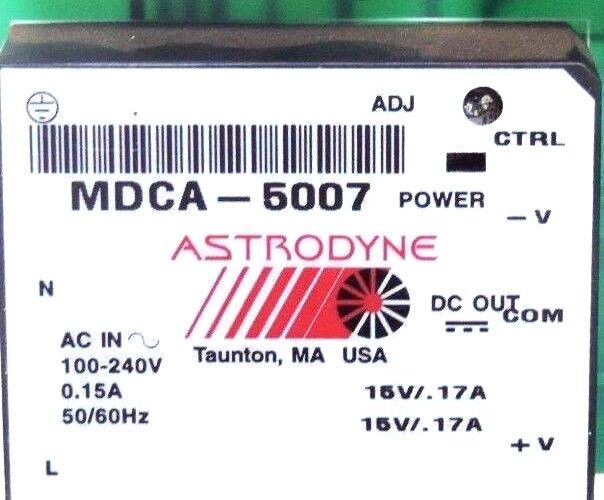 ADJ
CTRL
MDCA - 5007
POWER
- V
ASTRODYNE
N
DC OUT
COM
AC IN
Taunton, MA USA
100-240V
0.15A
15V/.17A
50/60Hz
15V/.17A
+ V
L